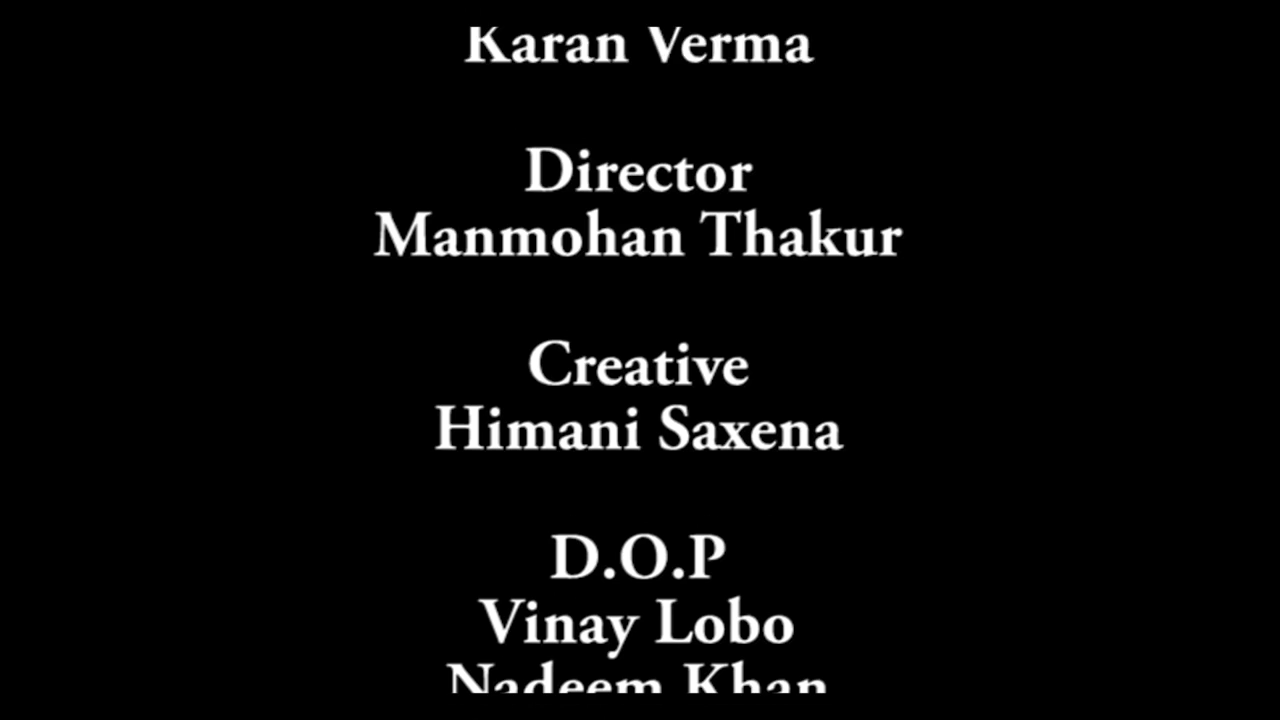 Karan Verma
Director
Manmohan Thakur
Creative
Himani Saxena
D.O.P
Vinay Lobo
Nadeem Khan